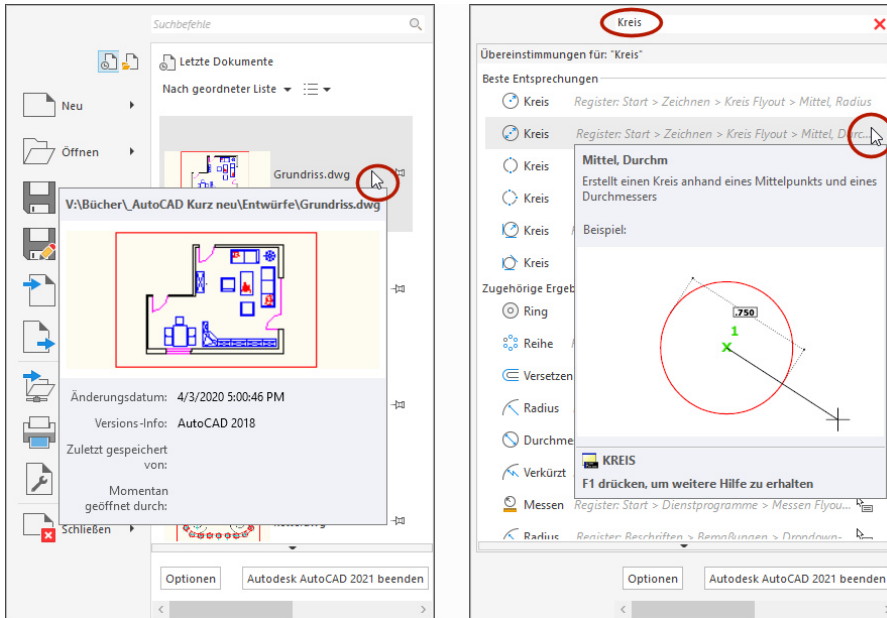 Suchbefehle
Letzte Dokumente
Nach geordneter Liste
Neu
Öffnen
Grundriss.dwg
V:\Bücher\_AutoCAD Kurz neu\Entwürfe\Grundriss.dwg
Änderungsdatum: 4/3/2020 5:00:46 PM
Versions-Info: AutoCAD 2018
Zuletzt gespeichert von:
Momentan geöffnet durch:
Schließen
Optionen
Autodesk AutoCAD 2021 beenden
Kreis
Übereinstimmungen für: "Kreis"
Beste Entsprechungen
Kreis Register: Start > Zeichnen > Kreis Flyout > Mittel, Radius
Kreis Register: Start > Zeichnen > Kreis Flyout > Mittel, Durc...
Kreis
Kreis
Kreis
Kreis
Mittel, Durchm
Erstellt einen Kreis anhand eines Mittelpunkts und eines
Durchmessers
Beispiel:
.750
1
KREIS
F1 drücken, um weitere Hilfe zu erhalten
Zugehörige Ergeb
Ring
Reihe
Versetzen
Radius
Durchme
Verkürzt
Messen Register: Start > Dienstprogramme > Messen Flyou...
Radius Register: Beschriften > Bemaßungen > Dropdown-
Optionen
Autodesk AutoCAD 2021 beenden